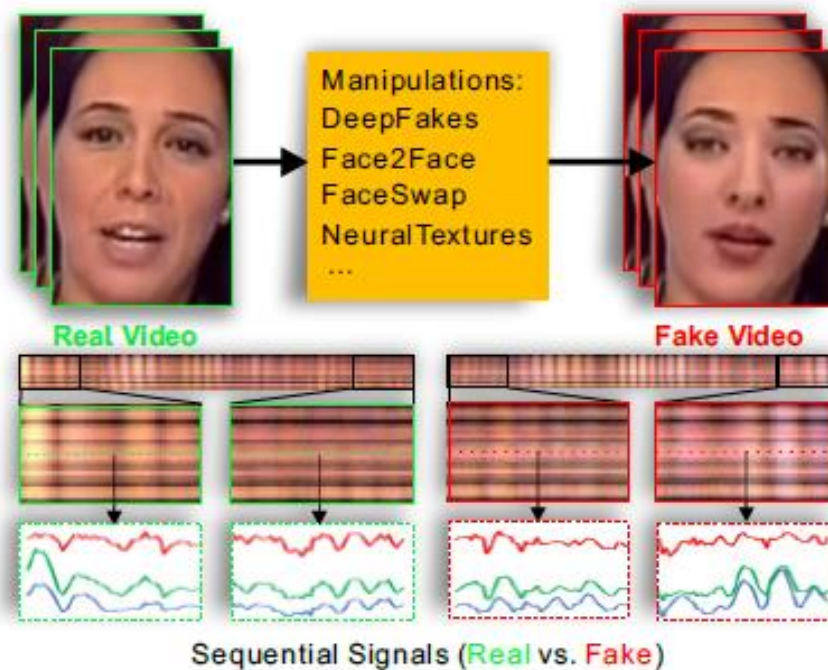 Manipulations:
DeepFakes
Face2Face
FaceSwap
NeuralTextures
...
Real Video
Fake Video
Sequential Signals (Real vs. Fake)